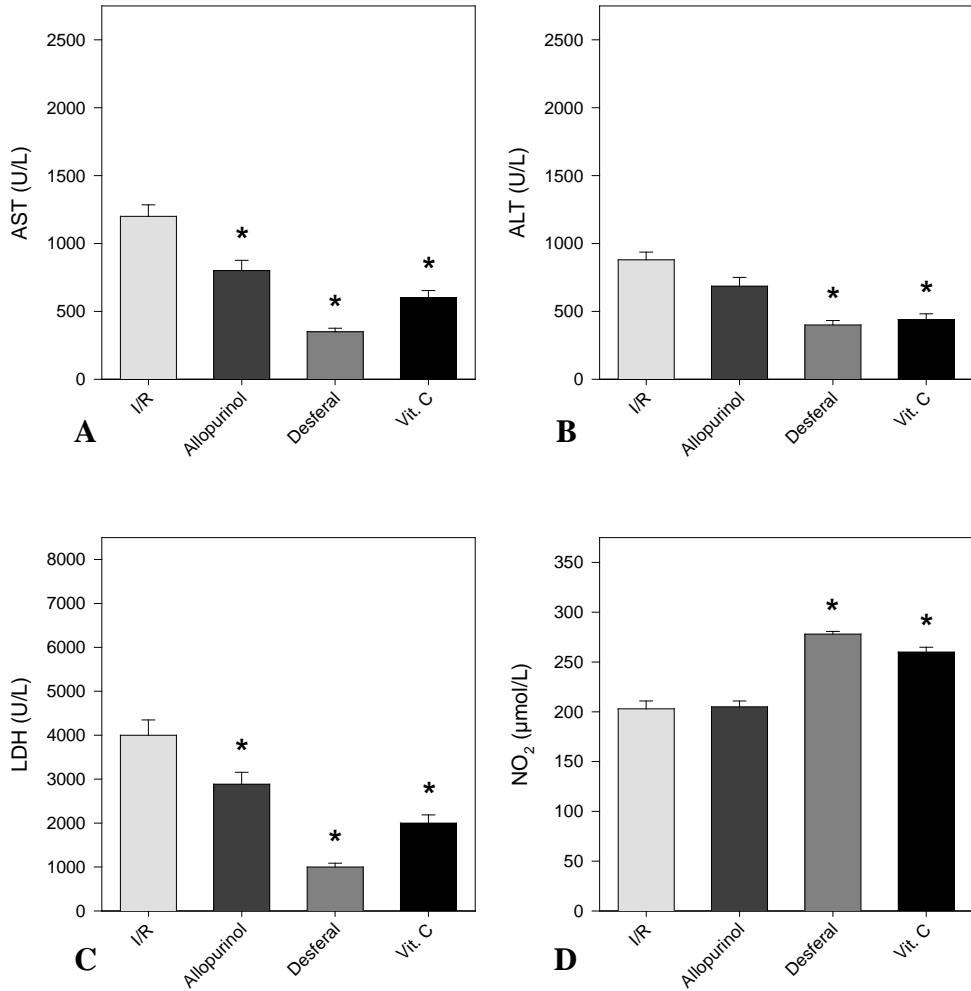 AST (U/L)
2500
2000
1500
1000
500
0
*
*
*
I/R
Allopurinol
Desferal
Vit. C
A
ALT (U/L)
2500
2000
1500
1000
500
0
*
*
I/R
Allopurinol
Desferal
Vit. C
B
LDH (U/L)
8000
7000
6000
5000
4000
3000
2000
1000
0
*
*
*
I/R
Allopurinol
Desferal
Vit. C
C
NO₂ (µmol/L)
350
300
250
200
150
100
50
0
*
*
I/R
Allopurinol
Desferal
Vit. C
D